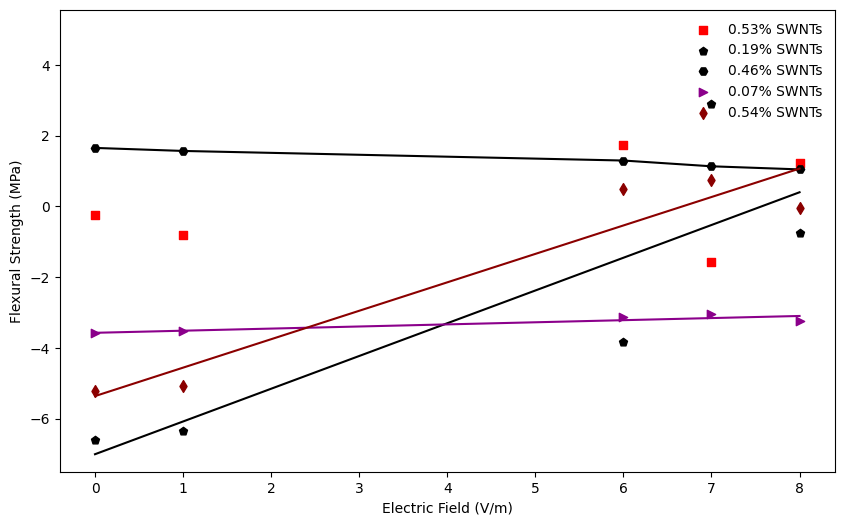 0.53% SWNTs
0.19% SWNTs
0.46% SWNTs
0.07% SWNTs
0.54% SWNTs
4
2
0
−2
−4
−6
Flexural Strength (MPa)
0 1 2 3 4 5 6 7 8
Electric Field (V/m)